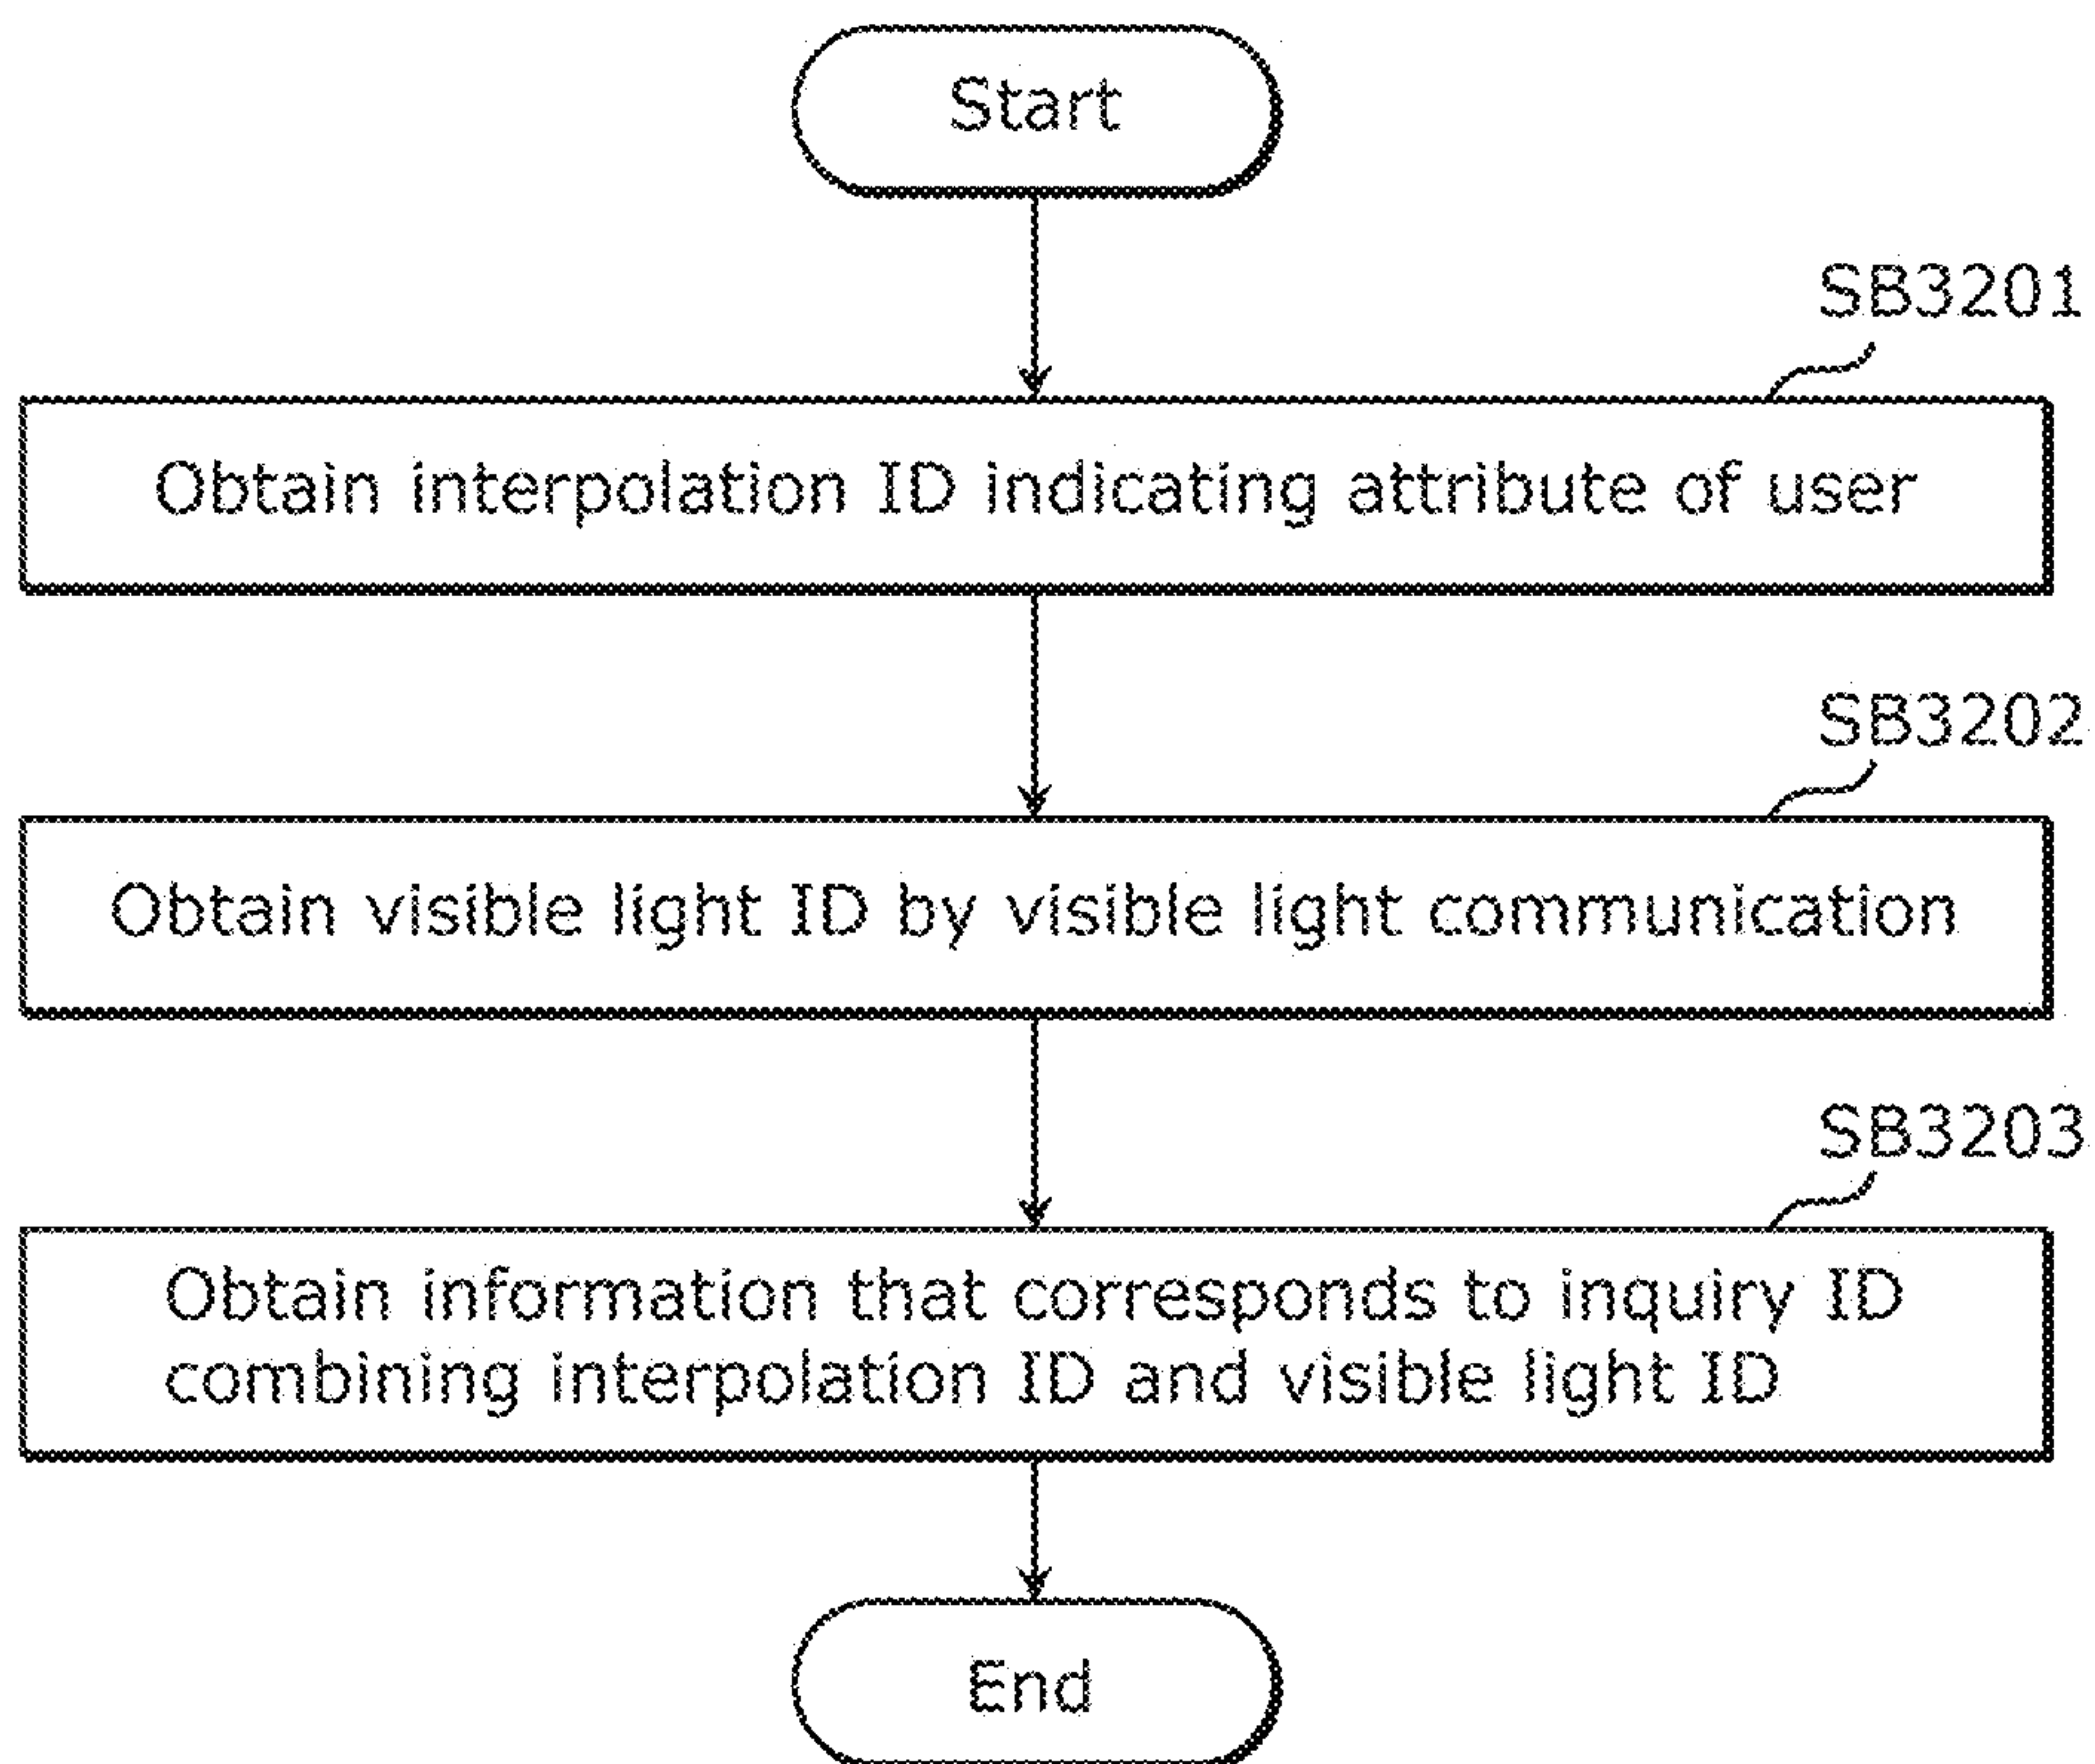 Start
SB3201
Obtain interpolation ID indicating attribute of user
SB3202
Obtain visible light ID by visible light communication
SB3203
Obtain information that corresponds to inquiry ID
combining interpolation ID and visible light ID
End